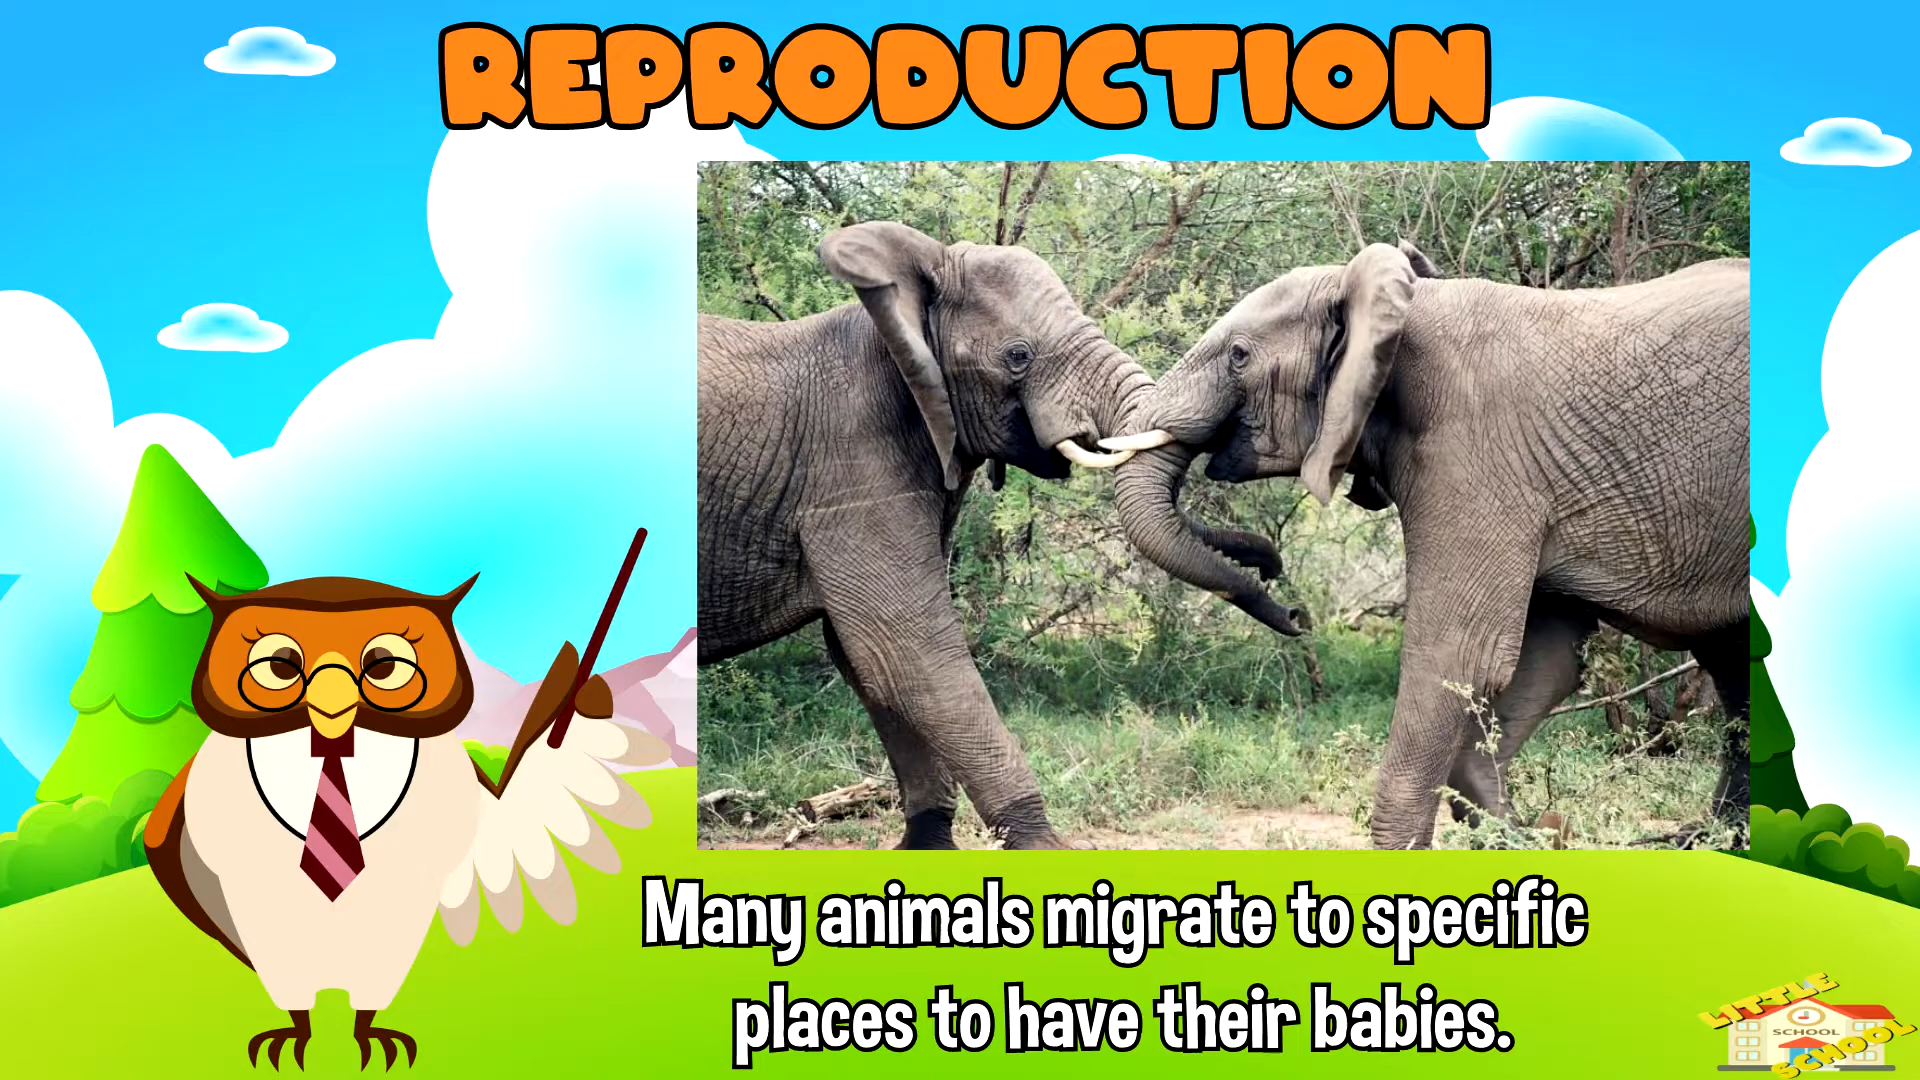 REPRODUCTION
Many animals migrate to specific
places to have their babies.
LITTLE
SCHOOL
SCHOOL